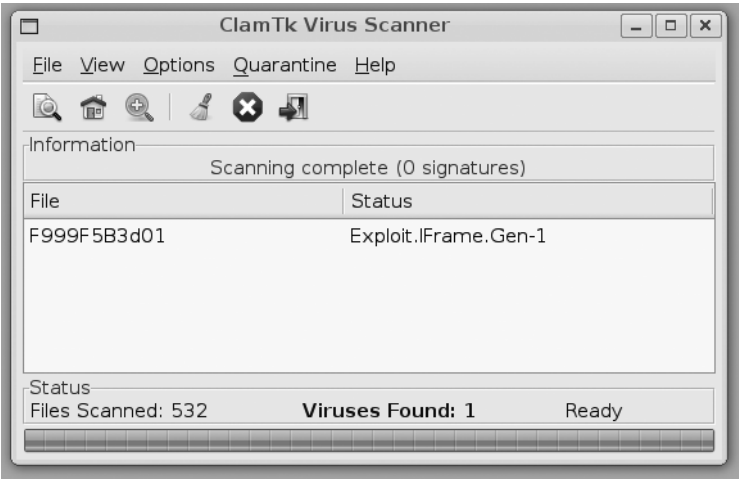 ClamTk Virus Scanner
File View Options Quarantine Help
Information
Scanning complete (0 signatures)
File Status
F999F5B3d01 Exploit.IFrame.Gen-1
Status
Files Scanned: 532 Viruses Found: 1 Ready